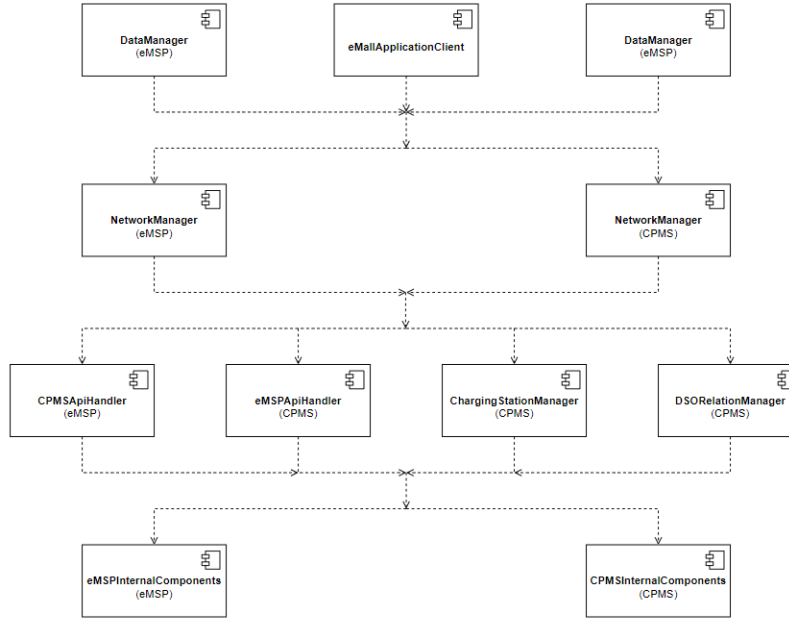 DataManager
(eMSP)
eMallApplicationClient
DataManager
(eMSP)
NetworkManager
(eMSP)
NetworkManager
(CPMS)
CPMSApiHandler
(eMSP)
eMSPApiHandler
(CPMS)
ChargingStationManager
(CPMS)
DSORelationManager
(CPMS)
eMSPInternalComponents
(eMSP)
CPMSInternalComponents
(CPMS)